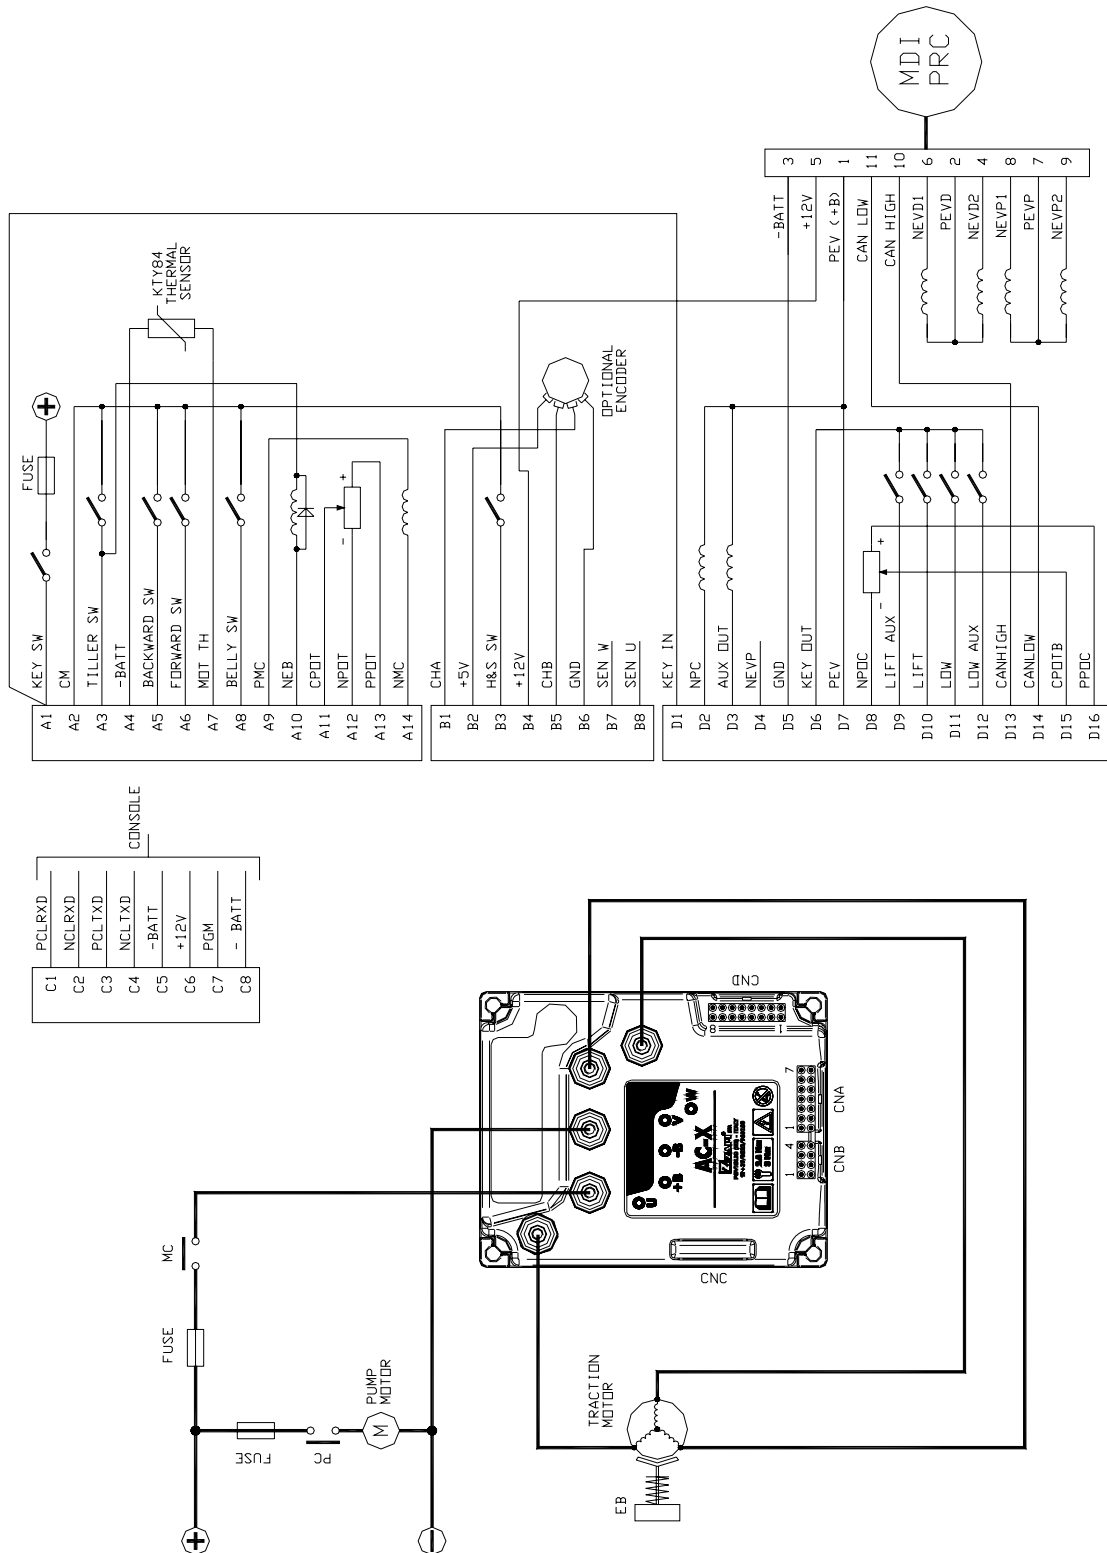 MDI
PRC
3
5
1
11
10
6
2
4
8
7
9
-BATT
+12V
PEV (+B)
CAN LOW
CAN HIGH
NEVD1
PEVD
NEVD2
NEVP1
PEVP
NEVP2
KTY84
THERMAL
SENSOR
FUSE
OPTIONAL
ENCODER
+
-
+
-
KEY SW
CM
TILLER SW
-BATT
BACKWARD SW
FORWARD SW
MOT TH
BELLY SW
PMC
NEB
CPOT
NPOT
PPOT
NMC
A1
A2
A3
A4
A5
A6
A7
A8
A9
A10
A11
A12
A13
A14
CHA
+5V
H&S SW
+12V
CHB
GND
SEN W
SEN U
B1
B2
B3
B4
B5
B6
B7
B8
KEY IN
NPC
AUX OUT
NEVP
GND
KEY OUT
PEV
NPOC
LIFT AUX
LIFT
LOW
LOW AUX
CANHIGH
CANLOW
CPOTB
PPOC
D1
D2
D3
D4
D5
D6
D7
D8
D9
D10
D11
D12
D13
D14
D15
D16
CONSOLE
PCLRXD
NCLRXD
PCLTXD
NCLTXD
-BATT
+12V
PGM
- BATT
C1
C2
C3
C4
C5
C6
C7
C8
CND
8
1
CNA
1
7
CNB
1
4
CNC
U
+B
-B
V
W
AC-X
ZAPI
MC
FUSE
FUSE
PC
PUMP
MOTOR
M
TRACTION
MOTOR
EB
+
-